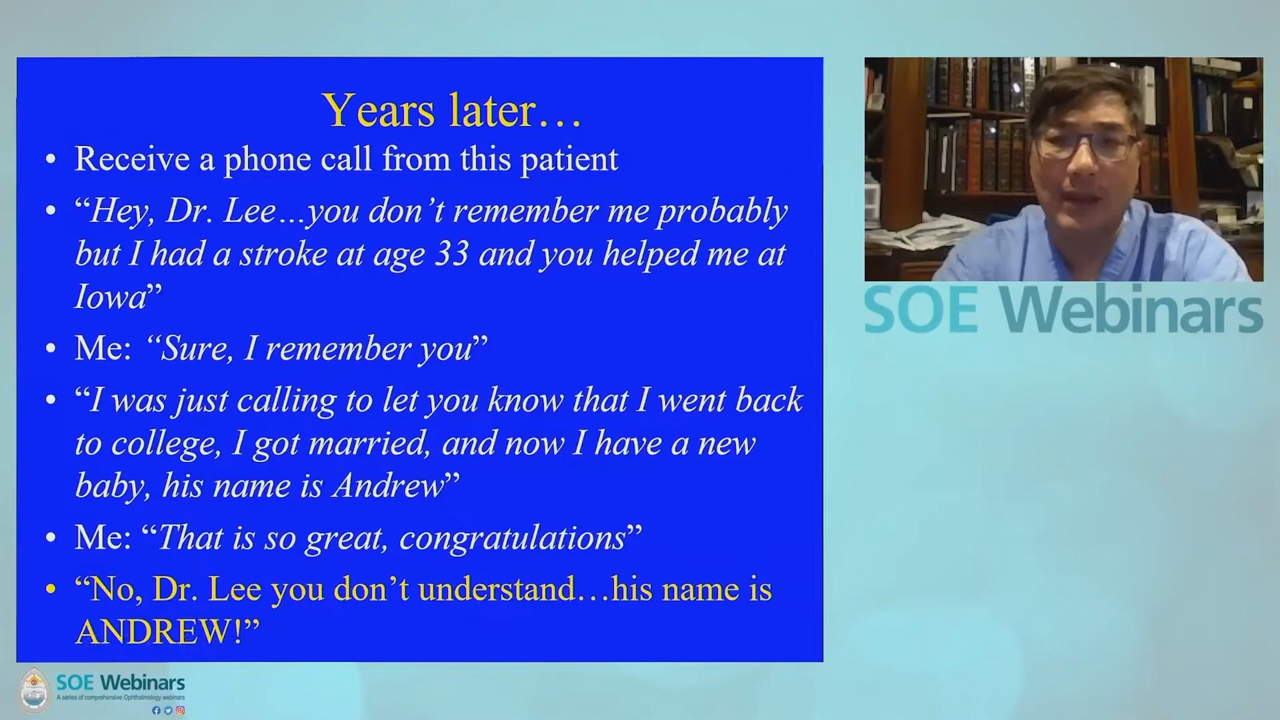 Years later…
• Receive a phone call from this patient
• “Hey, Dr. Lee…you don’t remember me probably
but I had a stroke at age 33 and you helped me at
Iowa”
• Me: “Sure, I remember you”
• “I was just calling to let you know that I went back
to college, I got married, and now I have a new
baby, his name is Andrew”
• Me: “That is so great, congratulations”
• “No, Dr. Lee you don’t understand…his name is
ANDREW!”
SOE Webinars
SOE Webinars
A series of comprehensive Ophthalmology webinars